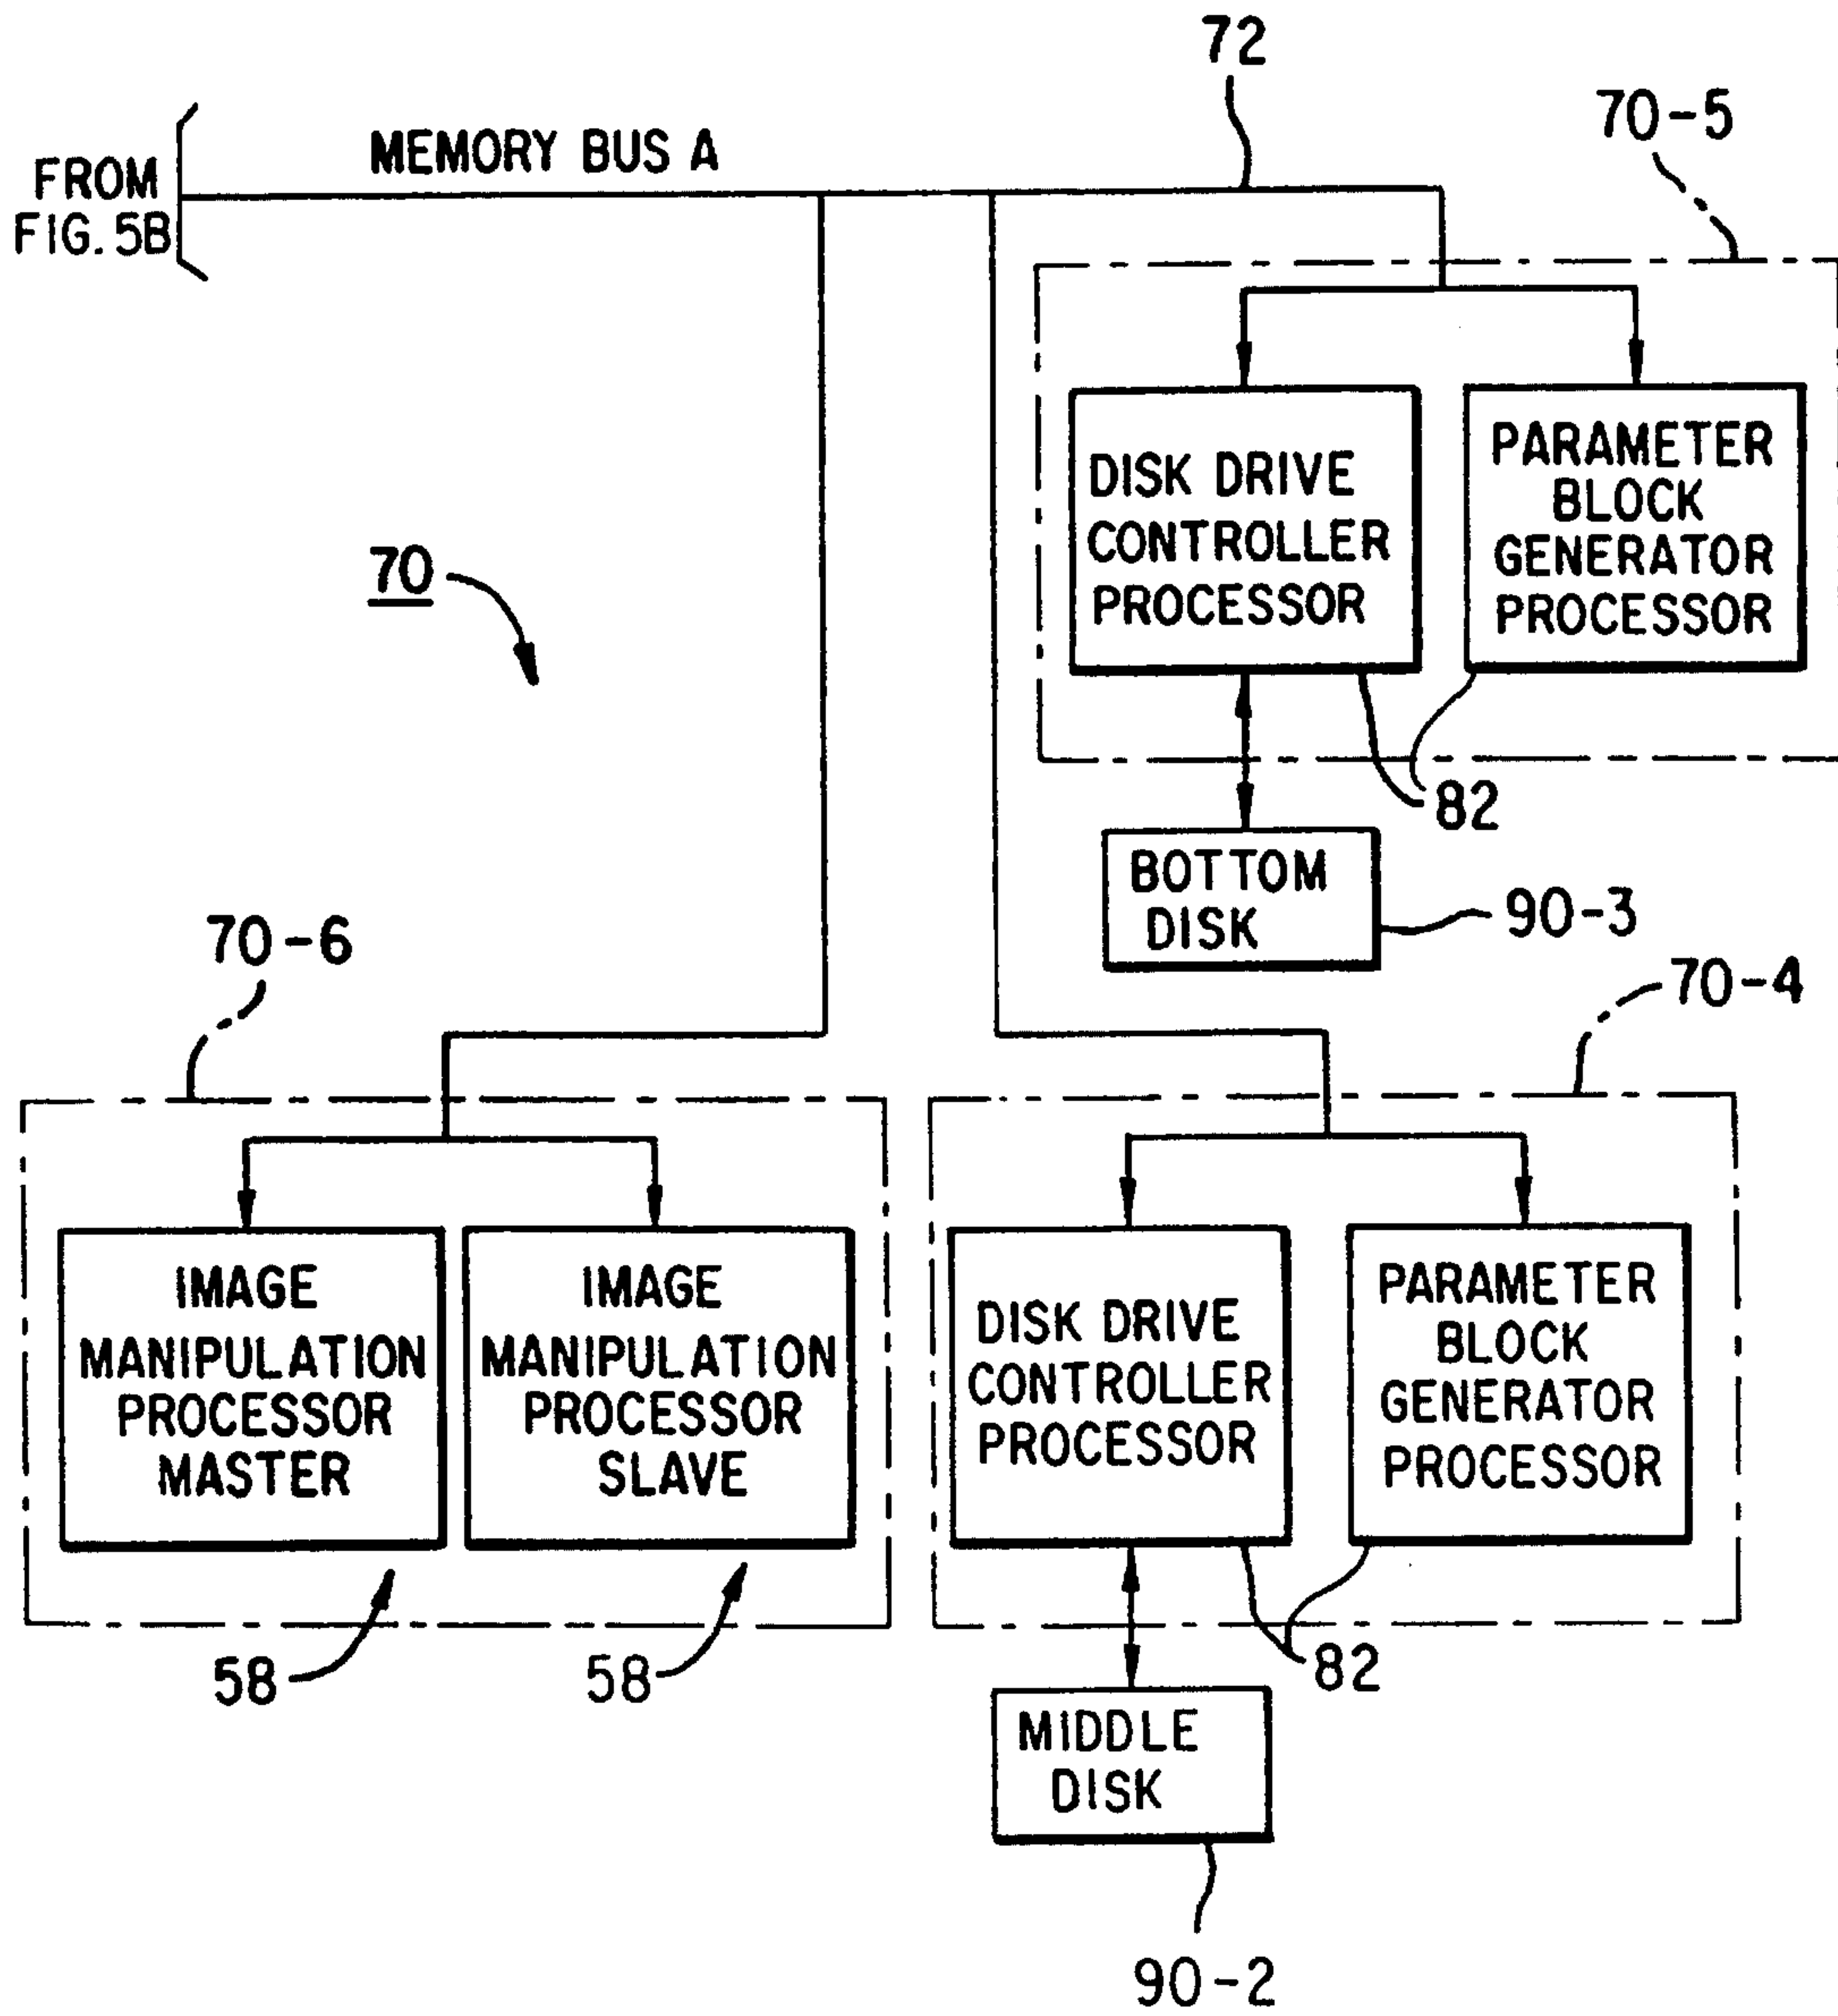 72
70-5
MEMORY BUS A
FROM
FIG. 5B
70
DISK DRIVE
CONTROLLER
PROCESSOR
PARAMETER
BLOCK
GENERATOR
PROCESSOR
82
BOTTOM
DISK
90-3
70-6
70-4
IMAGE
MANIPULATION
PROCESSOR
MASTER
IMAGE
MANIPULATION
PROCESSOR
SLAVE
DISK DRIVE
CONTROLLER
PROCESSOR
PARAMETER
BLOCK
GENERATOR
PROCESSOR
58
58
82
MIDDLE
DISK
90-2